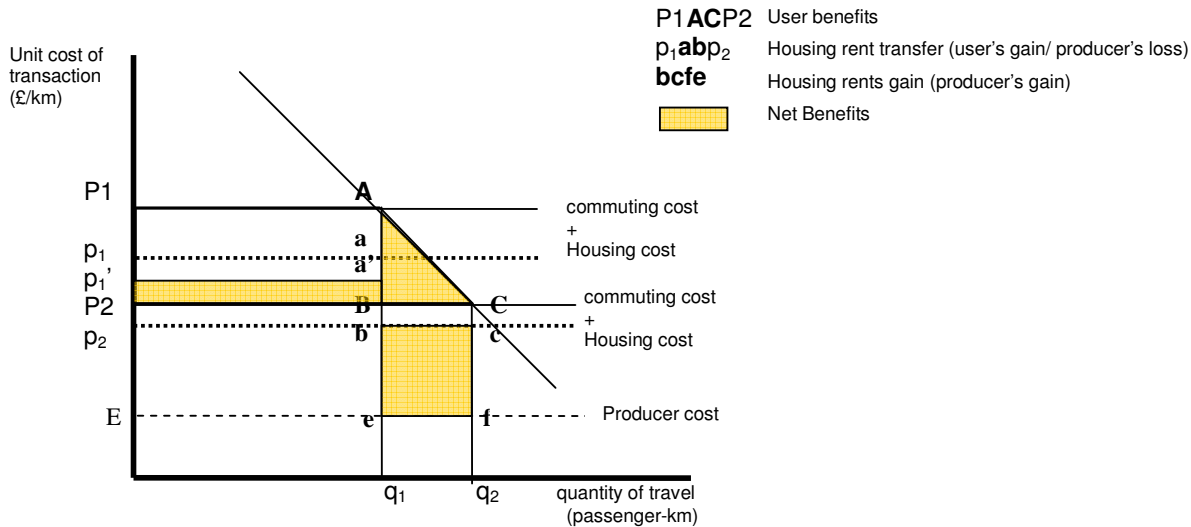 P1ACP2 User benefits
p₁abp₂ Housing rent transfer (user's gain/ producer's loss)
bcfe Housing rents gain (producer's gain)
Net Benefits
Unit cost of
transaction
(£/km)
P1
A
commuting cost
+
Housing cost
a
p₁
a'
p₁'
P2
B
C
commuting cost
+
Housing cost
p₂
b
c
E
e
f
Producer cost
q₁
q₂
quantity of travel
(passenger-km)